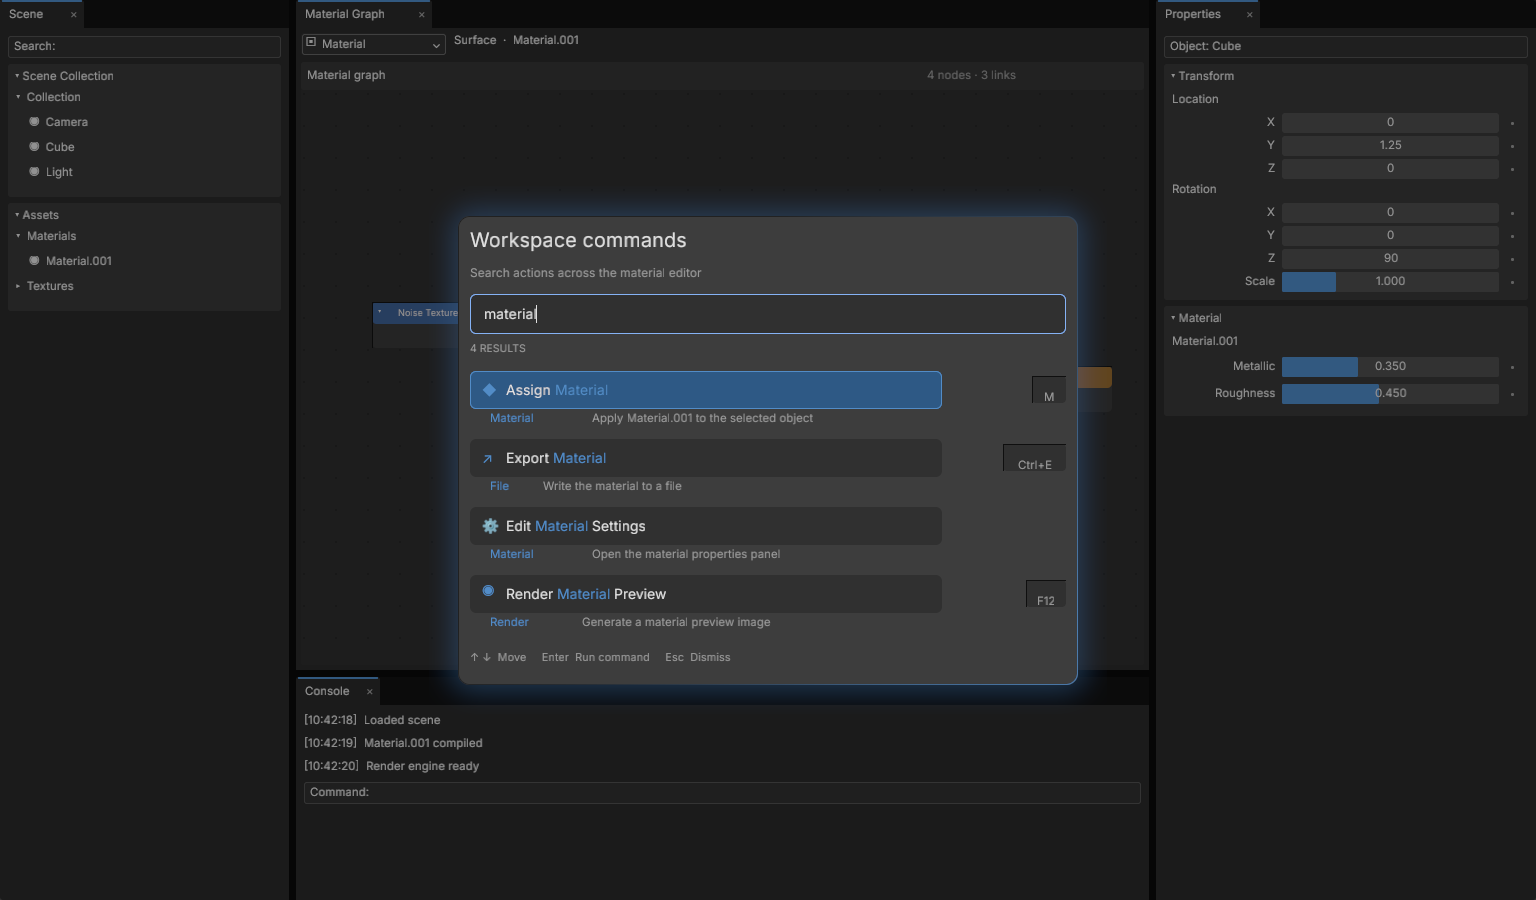 Scene ×
Search:
Scene Collection
Collection
Camera
Cube
Light
Assets
Materials
Material.001
Textures
Material Graph ×
Material
Surface · Material.001
Material graph
4 nodes · 3 links
Noise Texture
Workspace commands
Search actions across the material editor
material
4 RESULTS
Assign Material M
Material Apply Material.001 to the selected object
Export Material Ctrl+E
File Write the material to a file
Edit Material Settings
Material Open the material properties panel
Render Material Preview F12
Render Generate a material preview image
↑ ↓ Move Enter Run command Esc Dismiss
Console ×
[10:42:18] Loaded scene
[10:42:19] Material.001 compiled
[10:42:20] Render engine ready
Command:
Properties ×
Object: Cube
Transform
Location
X 0
Y 1.25
Z 0
Rotation
X 0
Y 0
Z 90
Scale 1.000
Material
Material.001
Metallic 0.350
Roughness 0.450